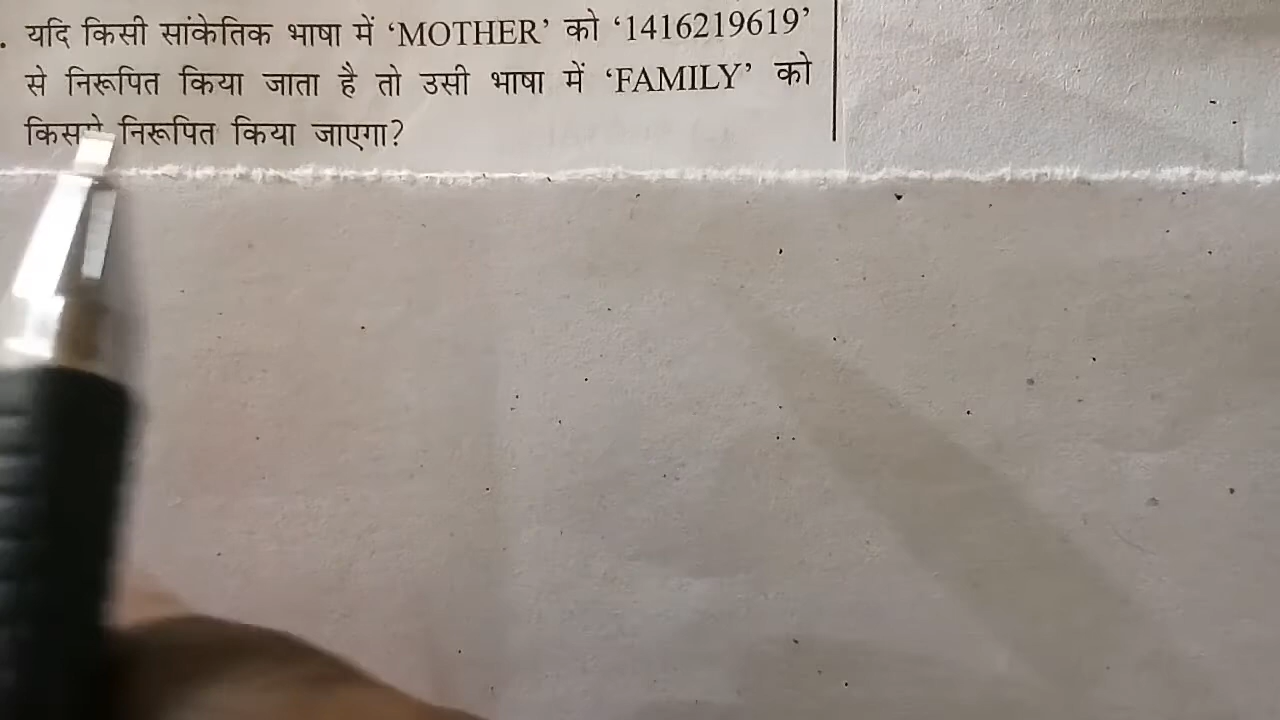 . यदि किसी सांकेतिक भाषा में ‘MOTHER’ को ‘1416219619’
से निरूपित किया जाता है तो उसी भाषा में ‘FAMILY’ को
निरूपित किया जाएगा?